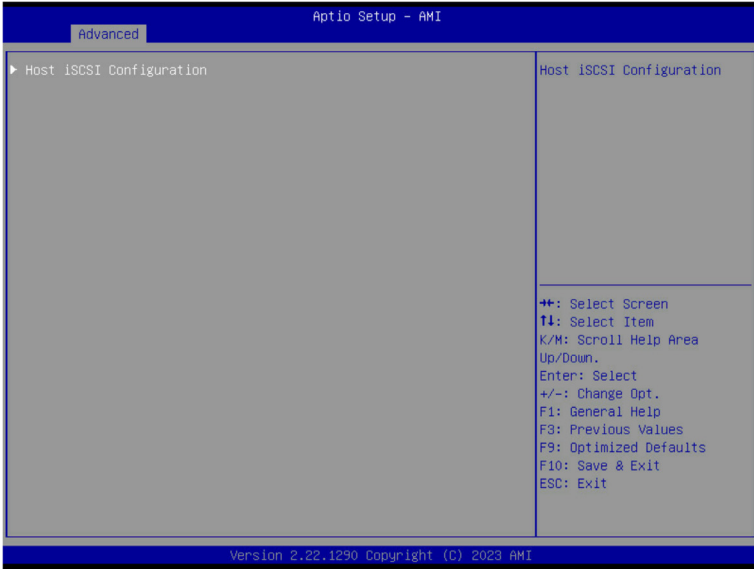 Aptio Setup – AMI
Advanced
▶ Host iSCSI Configuration
Host iSCSI Configuration
→←: Select Screen
↑↓: Select Item
K/M: Scroll Help Area
Up/Down.
Enter: Select
+/-: Change Opt.
F1: General Help
F3: Previous Values
F9: Optimized Defaults
F10: Save & Exit
ESC: Exit
Version 2.22.1290 Copyright (C) 2023 AMI